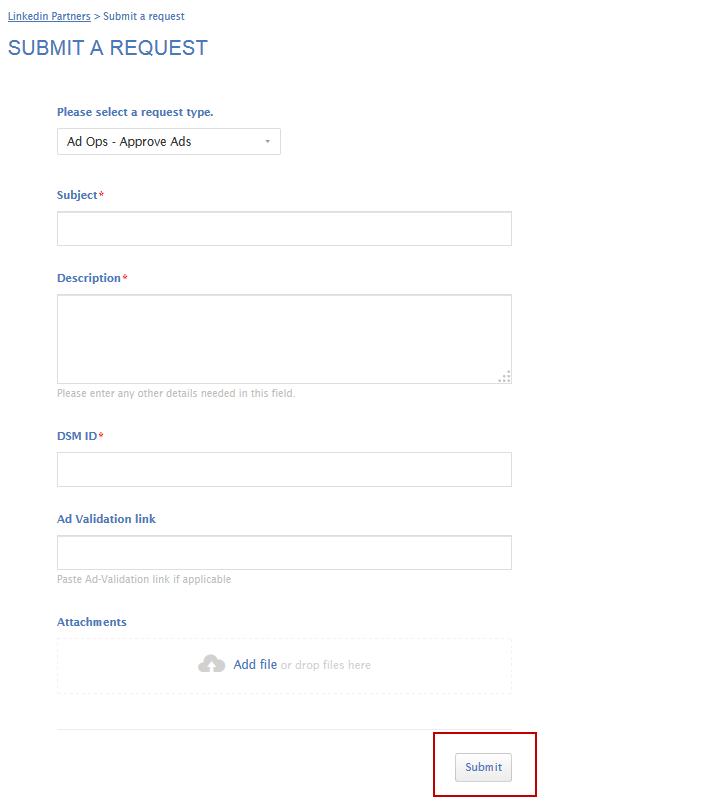 Linkedin Partners > Submit a request
SUBMIT A REQUEST
Please select a request type.
Ad Ops - Approve Ads
Subject*
Description*
Please enter any other details needed in this field.
DSM ID*
Ad Validation link
Paste Ad-Validation link if applicable
Attachments
Add file or drop files here
Submit